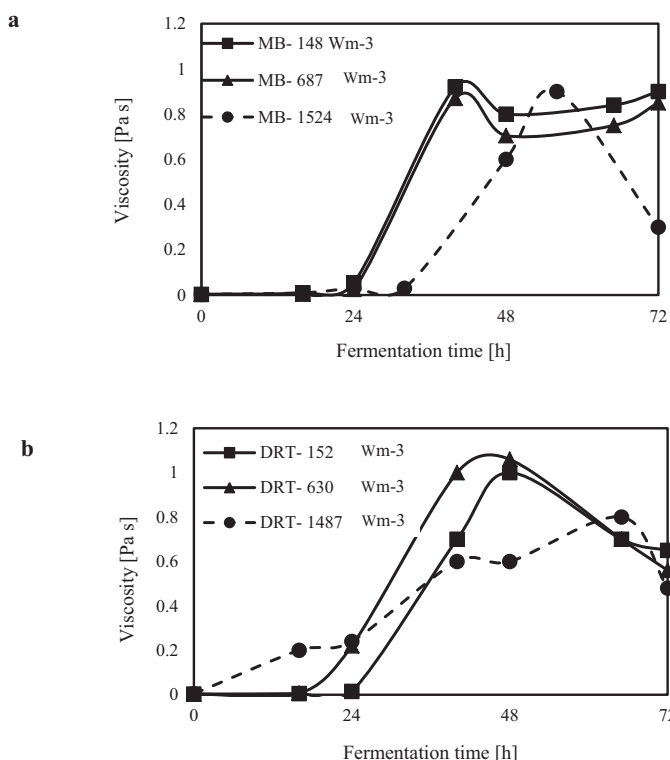 a
1.2
1
0.8
0.6
0.4
0.2
0
Viscosity [Pa s]
MB- 148 Wm-3
MB- 687 Wm-3
MB- 1524 Wm-3
0 24 48 72
Fermentation time [h]
b
1.2
1
0.8
0.6
0.4
0.2
0
Viscosity [Pa s]
DRT- 152 Wm-3
DRT- 630 Wm-3
DRT- 1487 Wm-3
0 24 48 72
Fermentation time [h]